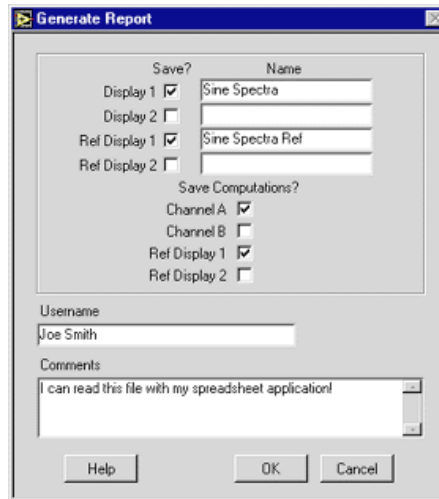 Generate Report
Save? Name
Display 1 Sine Spectra
Display 2
Ref Display 1 Sine Spectra Ref
Ref Display 2
Save Computations?
Channel A
Channel B
Ref Display 1
Ref Display 2
Username
Joe Smith
Comments
I can read this file with my spreadsheet application!
Help OK Cancel